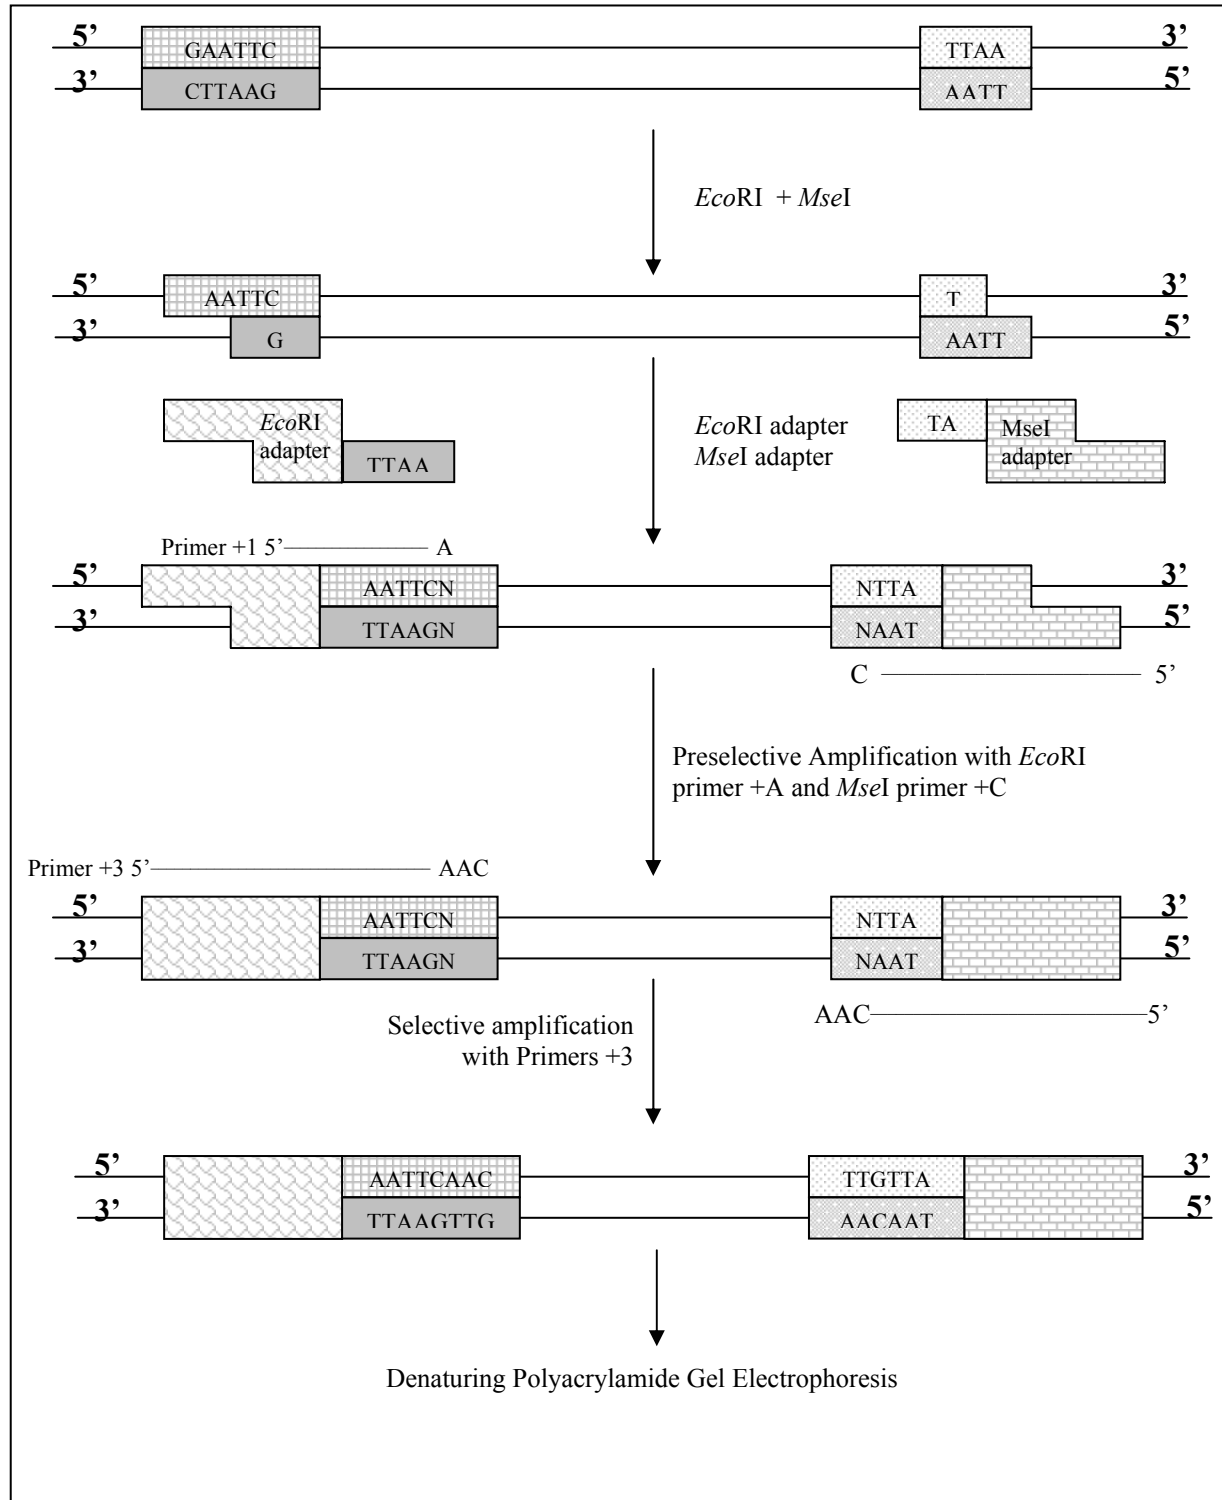 5’ GAATTC TTAA 3’
3’ CTTAAG AATT 5’
EcoRI + MseI
5’ AATTC T 3’
3’ G AATT 5’
EcoRI
adapter
TTAA
EcoRI adapter
MseI adapter
TA
MseI
adapter
Primer +1 5’ A
5’ AATTCN NTTA 3’
3’ TTAAGN NAAT 5’
C 5’
Preselective Amplification with EcoRI
primer +A and MseI primer +C
Primer +3 5’ AAC
5’ AATTCN NTTA 3’
3’ TTAAGN NAAT 5’
AAC 5’
Selective amplification
with Primers +3
5’ AATTCAAC TTGTTA 3’
3’ TTAAGTTG AACAAT 5’
Denaturing Polyacrylamide Gel Electrophoresis